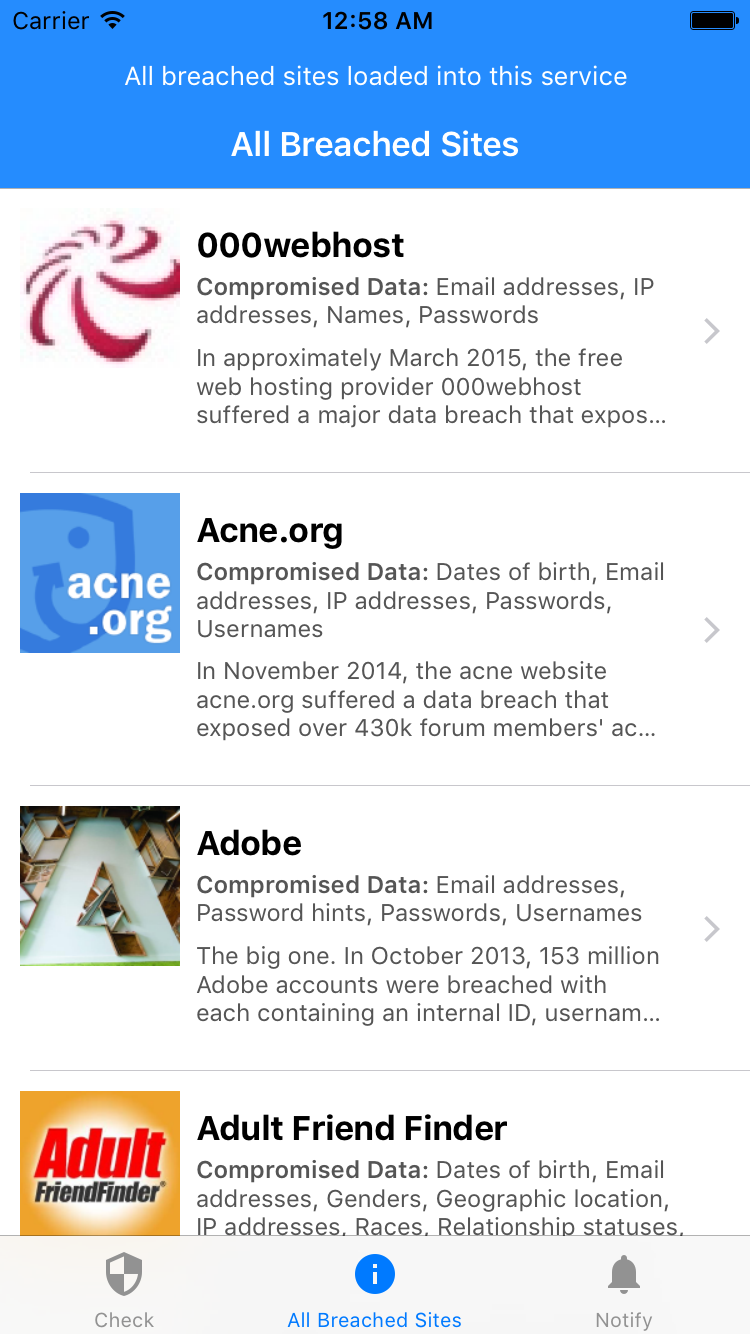 Carrier 12:58 AM
All breached sites loaded into this service
All Breached Sites
000webhost
Compromised Data: Email addresses, IP
addresses, Names, Passwords
In approximately March 2015, the free
web hosting provider 000webhost
suffered a major data breach that expos...
acne
.org
Acne.org
Compromised Data: Dates of birth, Email
addresses, IP addresses, Passwords,
Usernames
In November 2014, the acne website
acne.org suffered a data breach that
exposed over 430k forum members' ac...
Adobe
Compromised Data: Email addresses,
Password hints, Passwords, Usernames
The big one. In October 2013, 153 million
Adobe accounts were breached with
each containing an internal ID, usernam...
Adult
FriendFinder®
Adult Friend Finder
Compromised Data: Dates of birth, Email
addresses, Genders, Geographic location,
IP addresses, Races, Relationship statuses,
Check
All Breached Sites
Notify